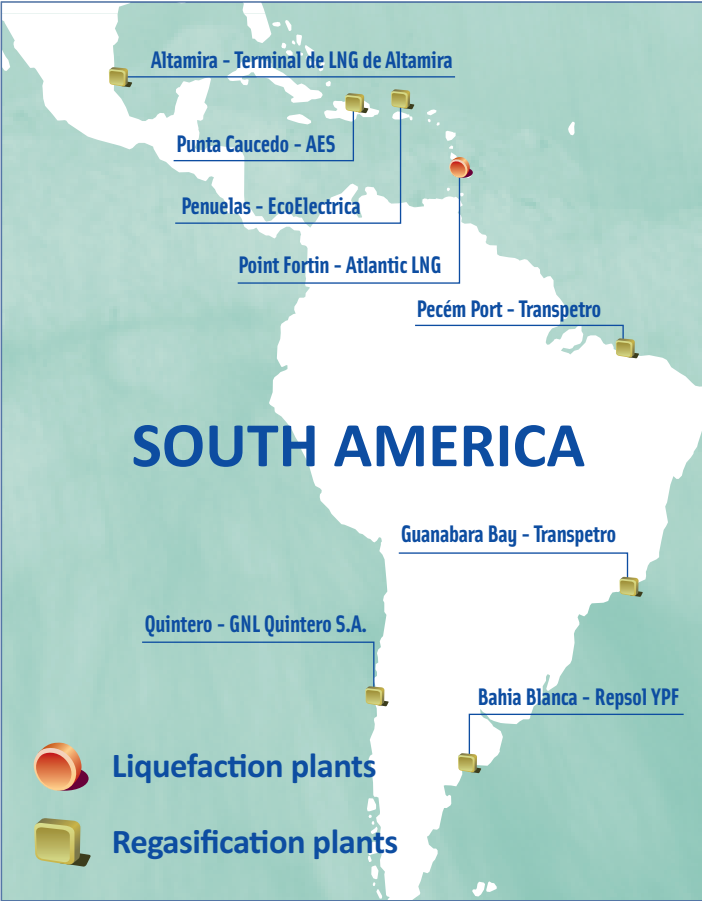 Altamira - Terminal de LNG de Altamira
Punta Caucedo - AES
Penuelas - EcoElectrica
Point Fortin - Atlantic LNG
Pecém Port - Transpetro
SOUTH AMERICA
Guanabara Bay - Transpetro
Quintero - GNL Quintero S.A.
Bahia Blanca - Repsol YPF
Liquefaction plants
Regasification plants